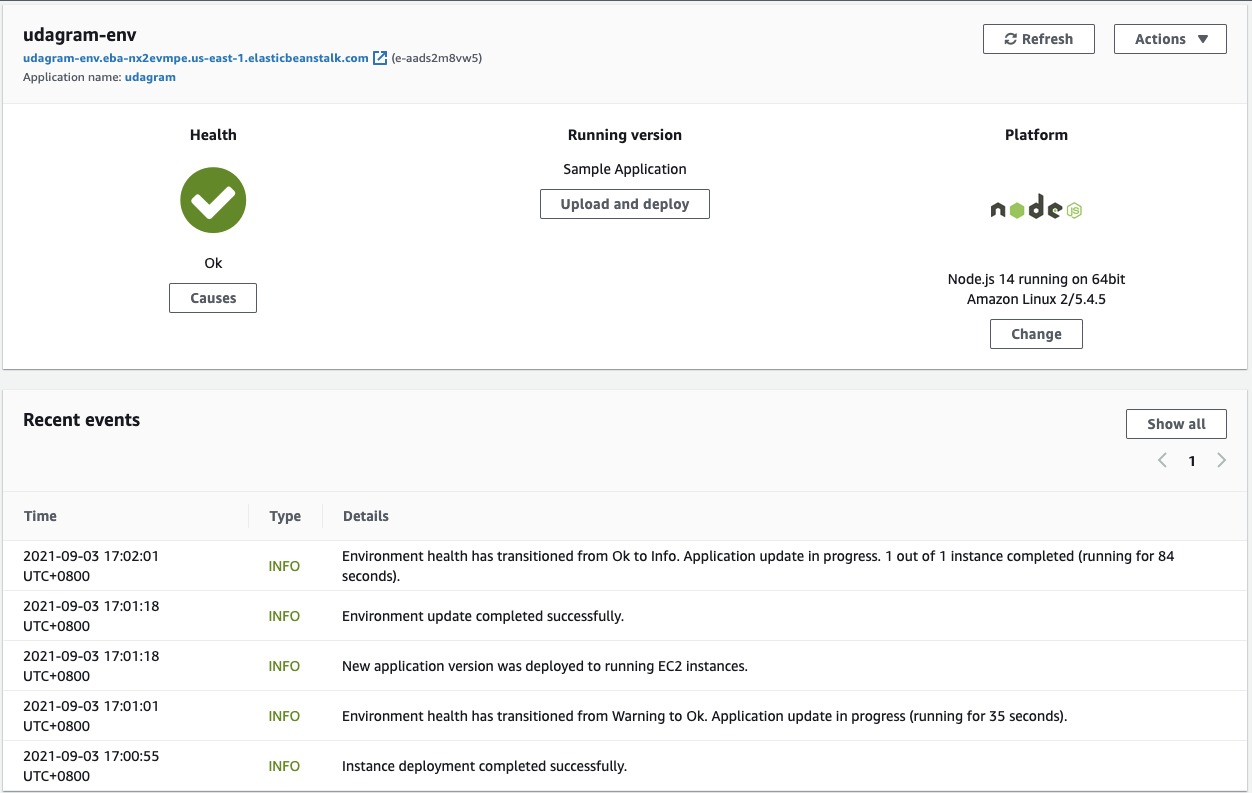 udagram-env
udagram-env.eba-nx2evmpe.us-east-1.elasticbeanstalk.com (e-aads2m8vw5)
Application name: udagram
Refresh
Actions
Health
Ok
Causes
Running version
Sample Application
Upload and deploy
Platform
node JS
Node.js 14 running on 64bit
Amazon Linux 2/5.4.5
Change
Recent events
Show all
1
Time Type Details
2021-09-03 17:02:01
UTC+0800
INFO
Environment health has transitioned from Ok to Info. Application update in progress. 1 out of 1 instance completed (running for 84
seconds).
2021-09-03 17:01:18
UTC+0800
INFO
Environment update completed successfully.
2021-09-03 17:01:18
UTC+0800
INFO
New application version was deployed to running EC2 instances.
2021-09-03 17:01:01
UTC+0800
INFO
Environment health has transitioned from Warning to Ok. Application update in progress (running for 35 seconds).
2021-09-03 17:00:55
UTC+0800
INFO
Instance deployment completed successfully.